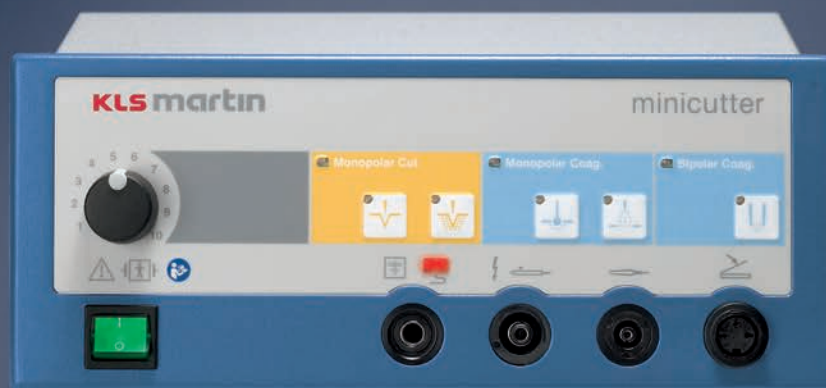 KLS martin
minicutter
Monopolar Cut
Monopolar Coag.
Bipolar Coag.
1
2
3
4
5
6
7
8
9
10
I
O